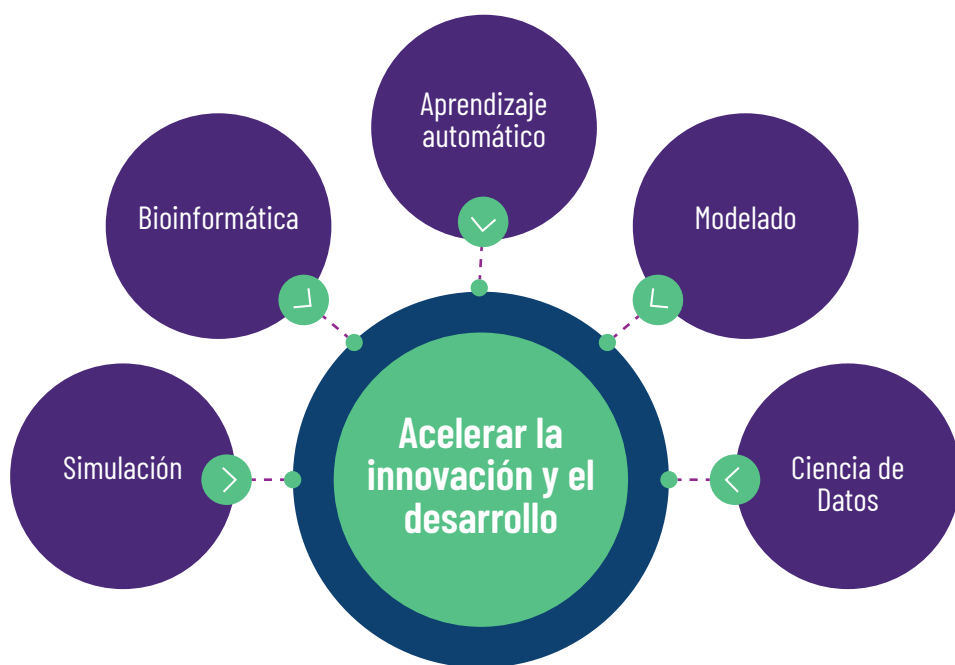 Aprendizaje
automático
Bioinformática
Modelado
Simulación
Acelerar la
innovación y el
desarrollo
Ciencia de
Datos